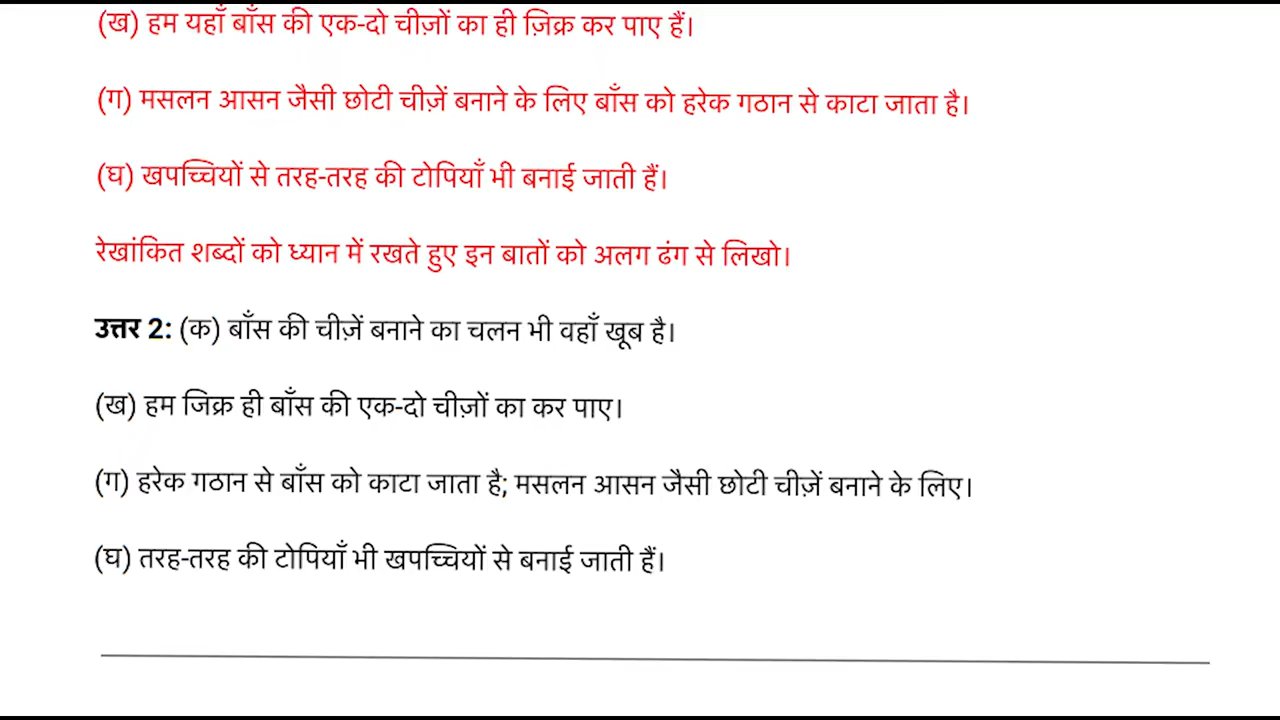 (ख) हम यहाँ बाँस की एक-दो चीज़ों का ही ज़िक्र कर पाए हैं।
(ग) मसलन आसन जैसी छोटी चीज़ें बनाने के लिए बाँस को हरेक गठान से काटा जाता है।
(घ) खपच्चियों से तरह-तरह की टोपियाँ भी बनाई जाती हैं।
रेखांकित शब्दों को ध्यान में रखते हुए इन बातों को अलग ढंग से लिखो।
उत्तर 2: (क) बाँस की चीज़ें बनाने का चलन भी वहाँ खूब है।
(ख) हम जिक्र ही बाँस की एक-दो चीज़ों का कर पाए।
(ग) हरेक गठान से बाँस को काटा जाता है; मसलन आसन जैसी छोटी चीज़ें बनाने के लिए।
(घ) तरह-तरह की टोपियाँ भी खपच्चियों से बनाई जाती हैं।